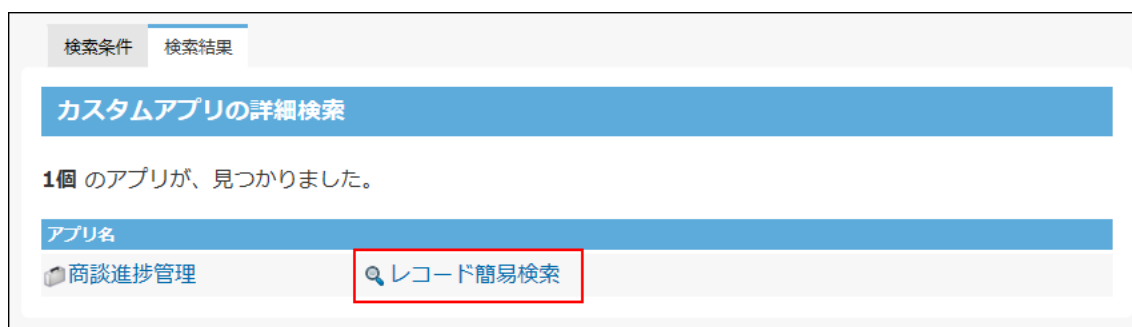 検索条件 検索結果
カスタムアプリの詳細検索
1個 のアプリが、見つかりました。
アプリ名
商談進捗管理 レコード簡易検索